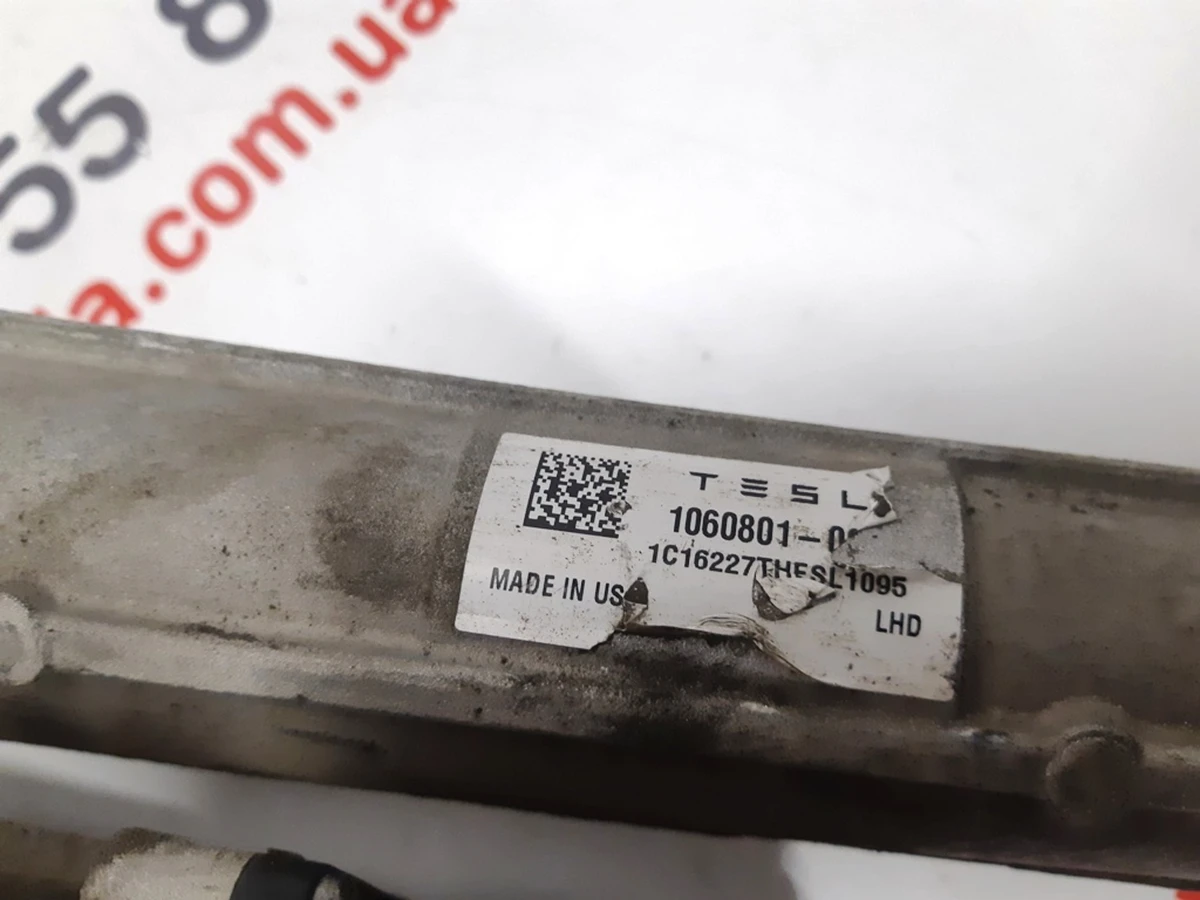 55 8
a.com.ua
TESL
1060801-0
1C16227THESL1095
MADE IN US
LHD